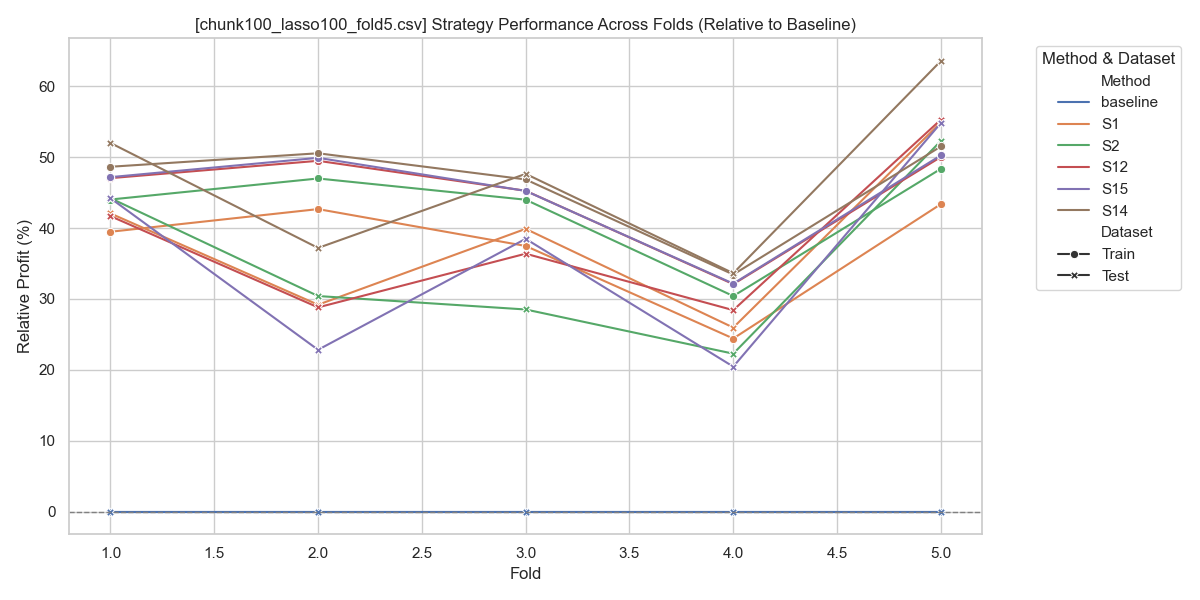 [chunk100_lasso100_fold5.csv] Strategy Performance Across Folds (Relative to Baseline)
Relative Profit (%)
60
50
40
30
20
10
0
1.0 1.5 2.0 2.5 3.0 3.5 4.0 4.5 5.0
Fold
Method & Dataset
Method
baseline
S1
S2
S12
S15
S14
Dataset
Train
Test